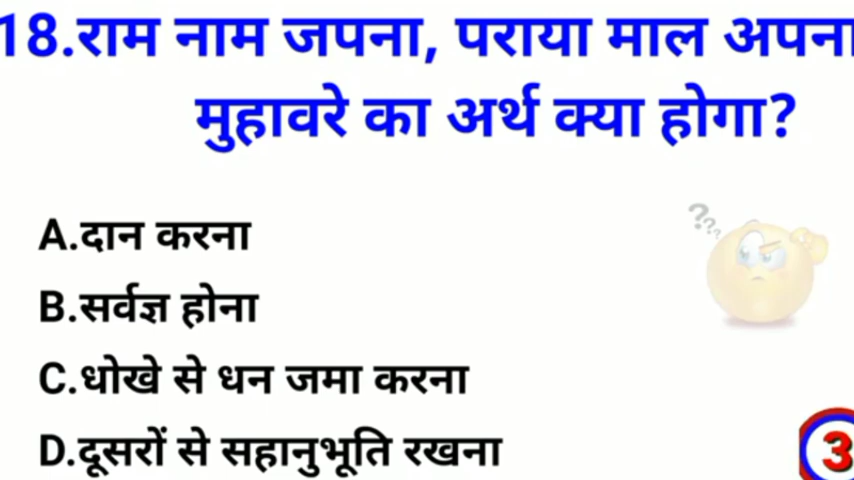 18.राम नाम जपना, पराया माल अपना
मुहावरे का अर्थ क्या होगा?
???
A.दान करना
B.सर्वज्ञ होना
C.धोखे से धन जमा करना
D.दूसरों से सहानुभूति रखना
3